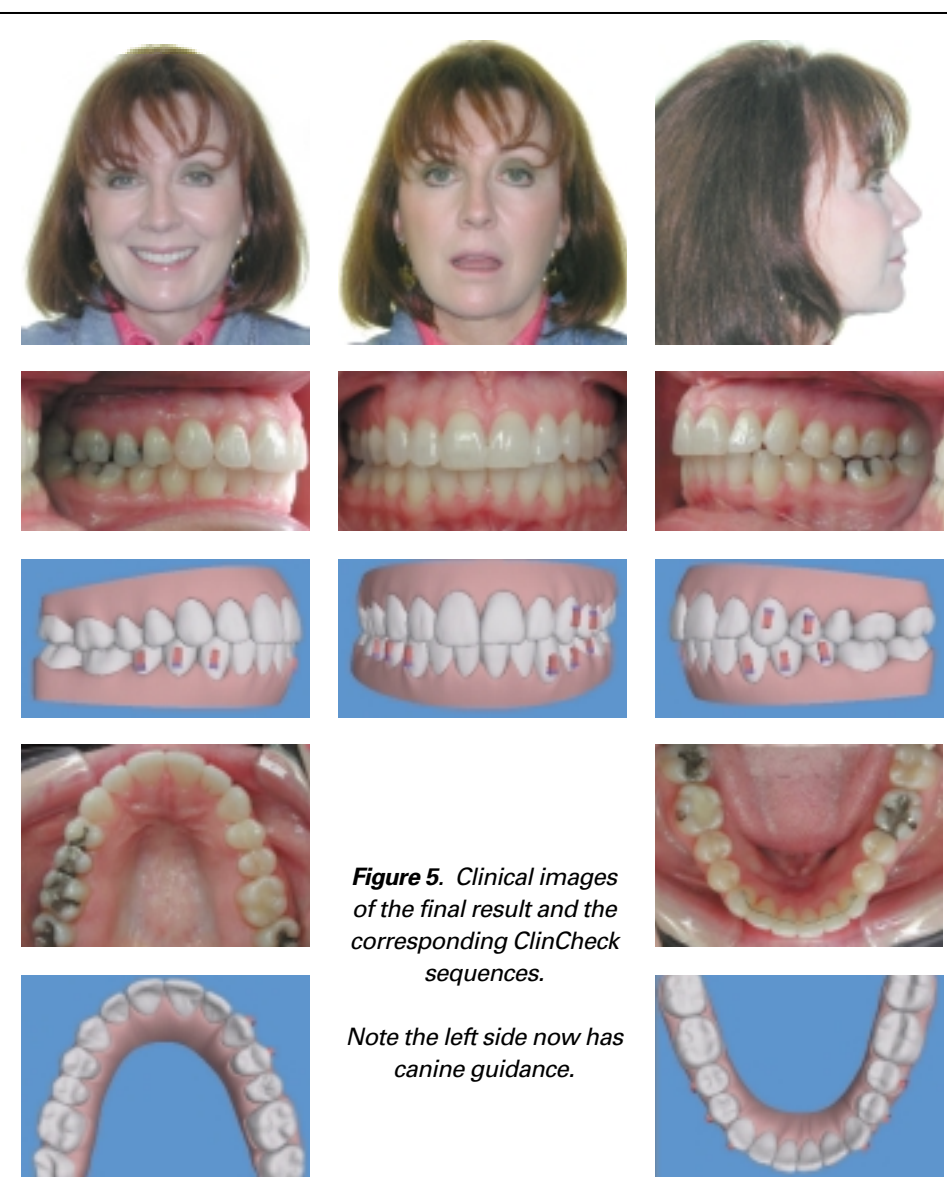 Figure 5. Clinical images
of the final result and the
corresponding ClinCheck
sequences.
Note the left side now has
canine guidance.